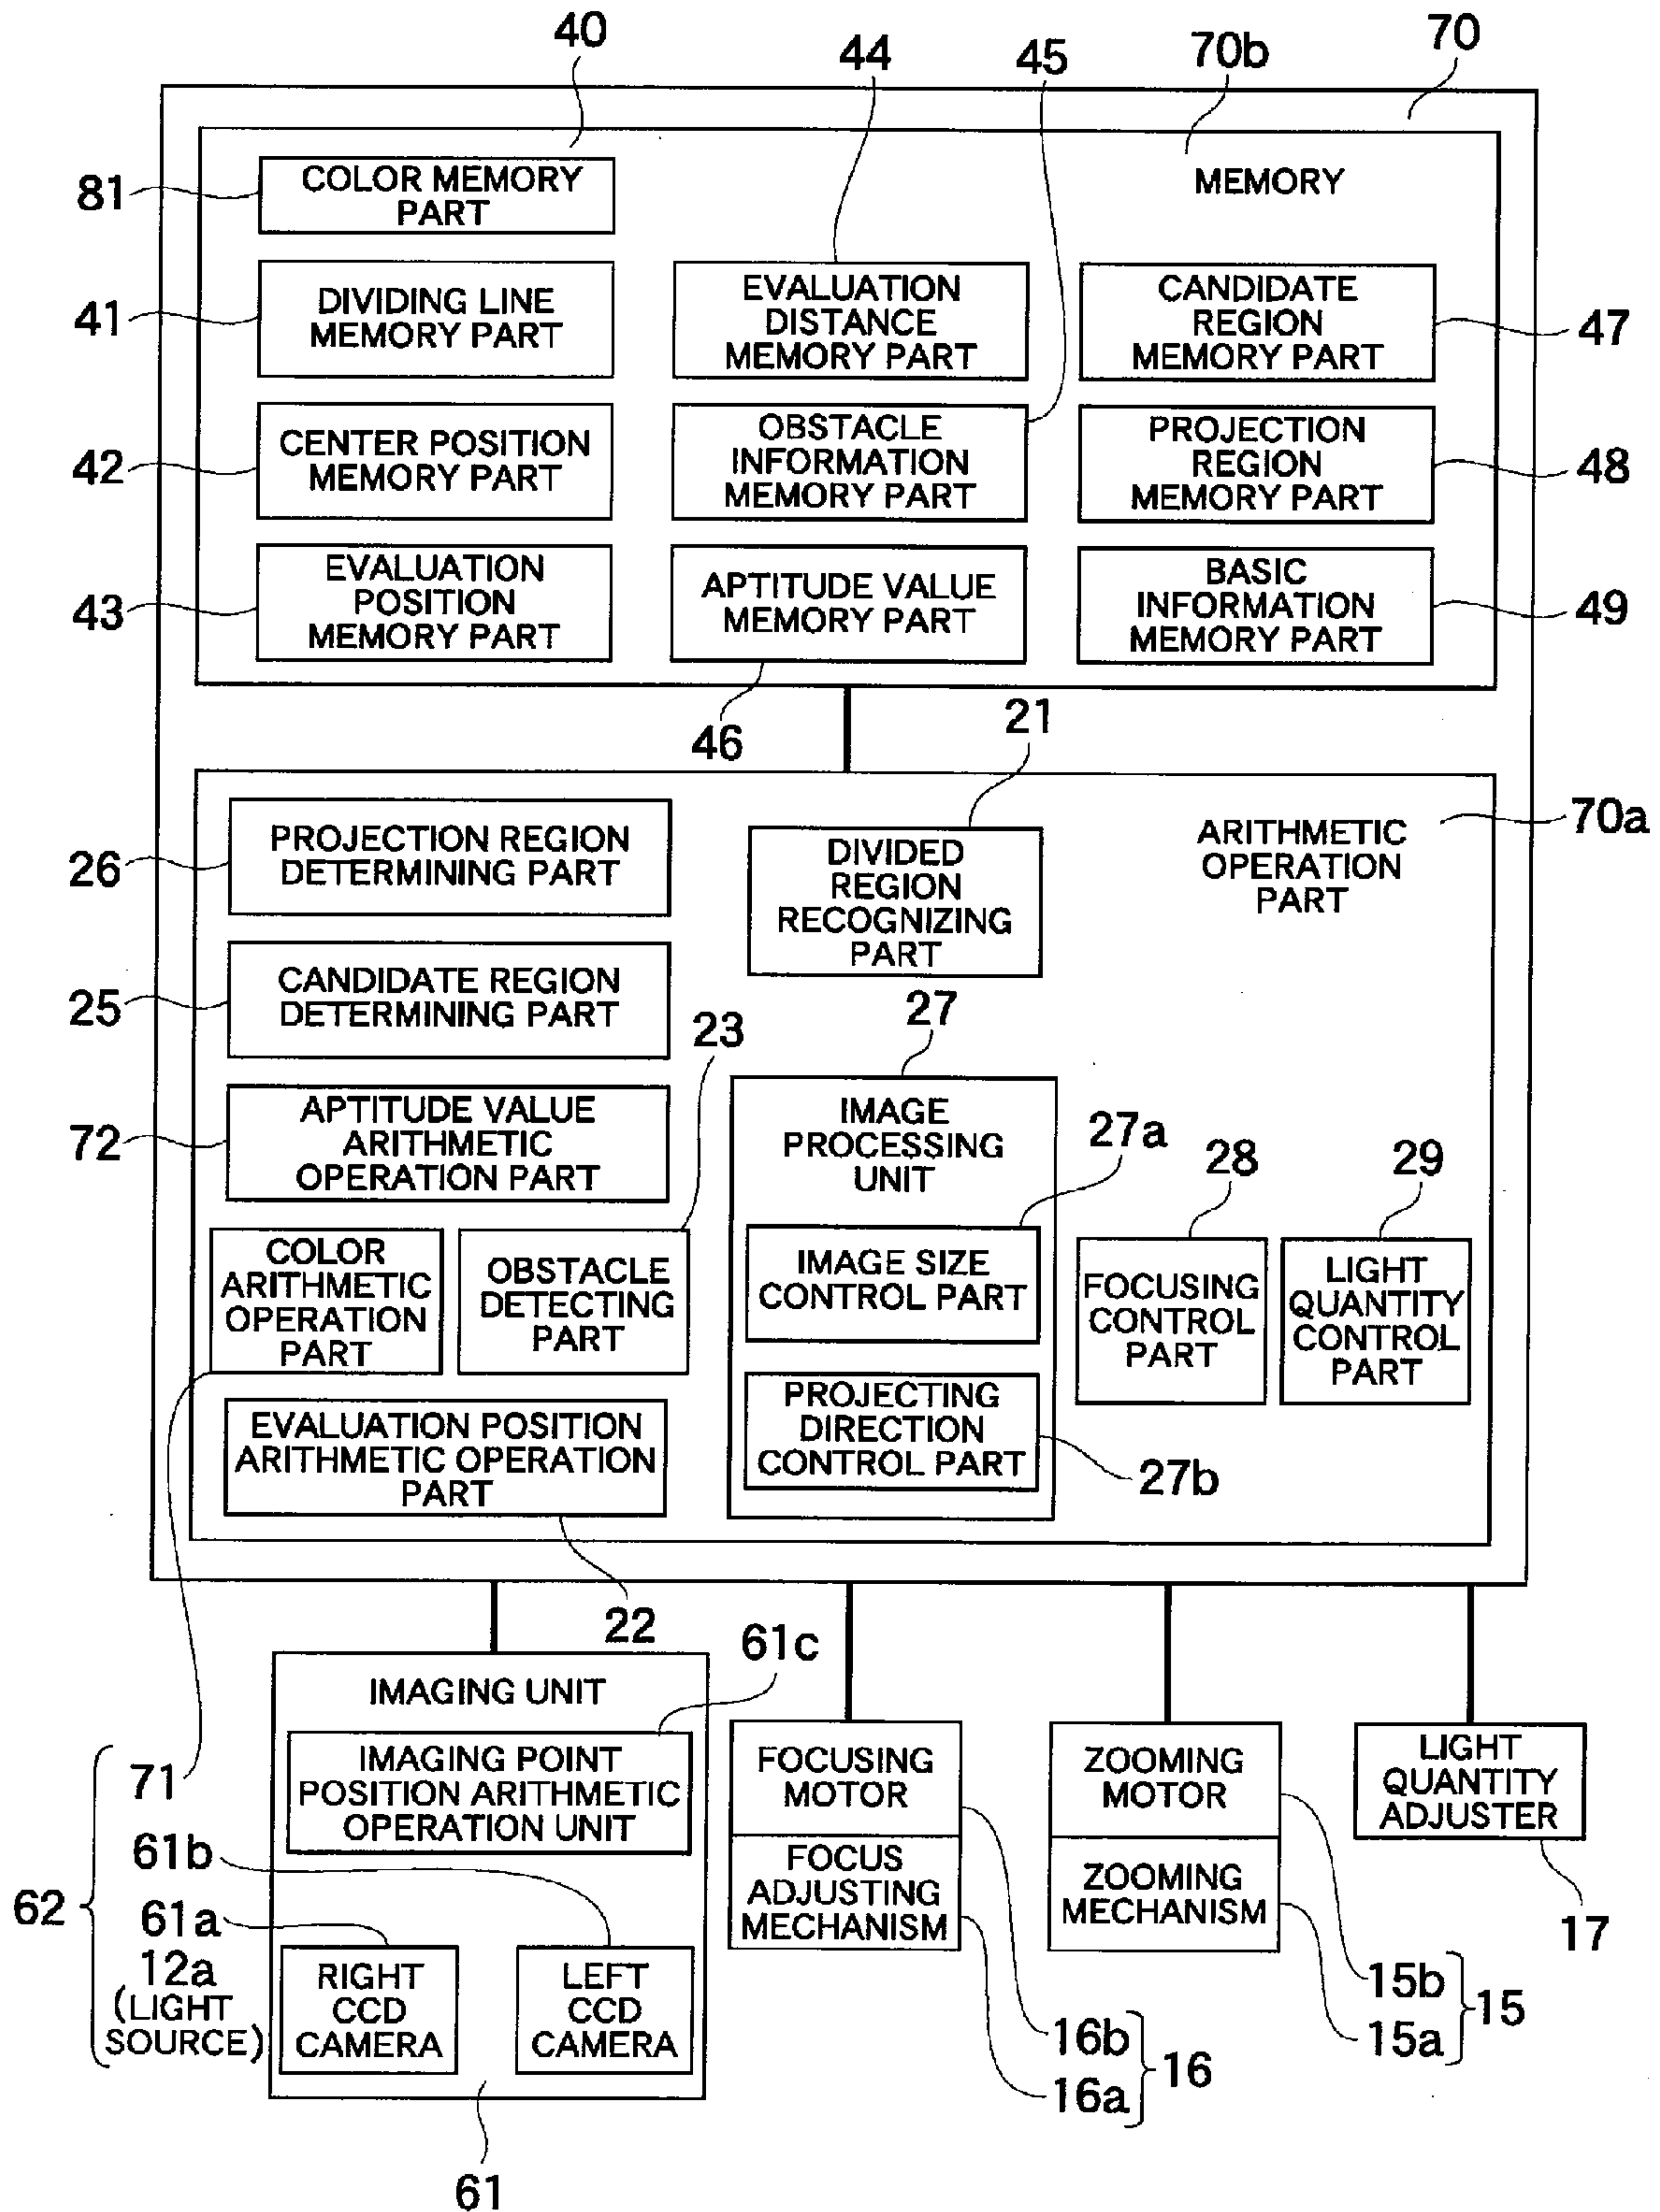 40
44
45
70b
70
81
COLOR MEMORY
PART
MEMORY
41
DIVIDING LINE
MEMORY PART
EVALUATION
DISTANCE
MEMORY PART
CANDIDATE
REGION
MEMORY PART
47
42
CENTER POSITION
MEMORY PART
OBSTACLE
INFORMATION
MEMORY PART
PROJECTION
REGION
MEMORY PART
48
43
EVALUATION
POSITION
MEMORY PART
APTITUDE VALUE
MEMORY PART
BASIC
INFORMATION
MEMORY PART
49
46
21
26
PROJECTION REGION
DETERMINING PART
DIVIDED
REGION
RECOGNIZING
PART
ARITHMETIC
OPERATION
PART
70a
25
CANDIDATE REGION
DETERMINING PART
23
27
72
APTITUDE VALUE
ARITHMETIC
OPERATION PART
IMAGE
PROCESSING
UNIT
27a
28
29
COLOR
ARITHMETIC
OPERATION
PART
OBSTACLE
DETECTING
PART
IMAGE SIZE
CONTROL PART
FOCUSING
CONTROL
PART
LIGHT
QUANTITY
CONTROL
PART
EVALUATION POSITION
ARITHMETIC OPERATION
PART
PROJECTING
DIRECTION
CONTROL PART
27b
22
61c
IMAGING UNIT
IMAGING POINT
POSITION ARITHMETIC
OPERATION UNIT
FOCUSING
MOTOR
ZOOMING
MOTOR
LIGHT
QUANTITY
ADJUSTER
71
61b
62
61a
12a
(LIGHT
SOURCE)
FOCUS
ADJUSTING
MECHANISM
ZOOMING
MECHANISM
17
RIGHT
CCD
CAMERA
LEFT
CCD
CAMERA
15b
15
15a
16b
16
16a
61